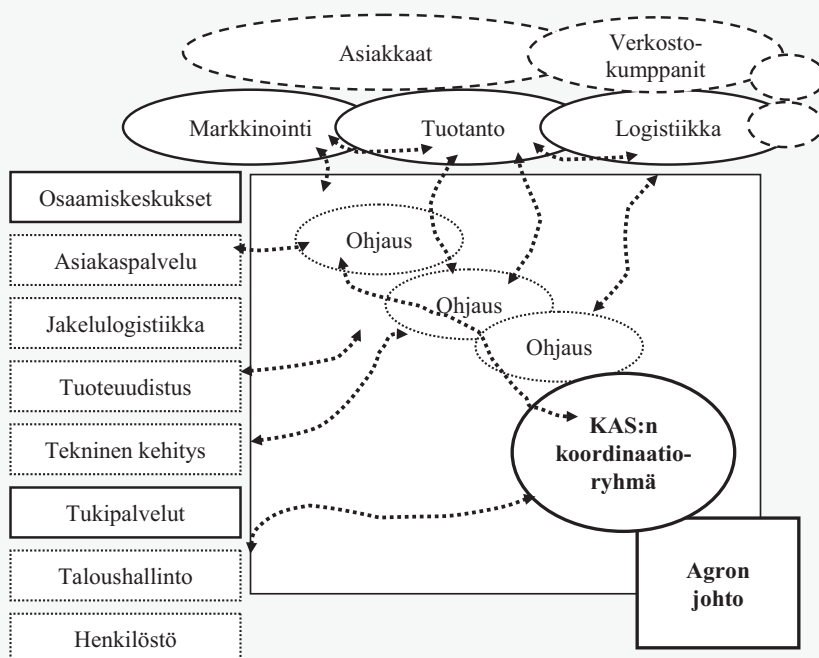 Asiakkaat
Verkosto-
kumppanit
Markkinointi
Tuotanto
Logistiikka
Osaamiskeskukset
Asiakaspalvelu
Jakelulogistiikka
Tuoteuudistus
Tekninen kehitys
Tukipalvelut
Taloushallinto
Henkilöstö
Ohjaus
Ohjaus
Ohjaus
KAS:n
koordinaatio-
ryhmä
Agron
johto